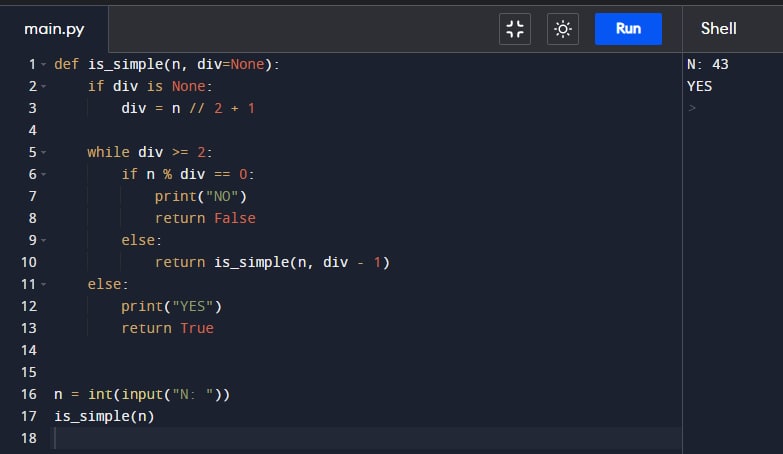 main.py
Run
Shell
1 def is_simple(n, div=None):
2     if div is None:
3         div = n // 2 + 1
4
5     while div >= 2:
6         if n % div == 0:
7             print("NO")
8             return False
9         else:
10             return is_simple(n, div - 1)
11     else:
12         print("YES")
13         return True
14
15
16 n = int(input("N: "))
17 is_simple(n)
18
N: 43
YES
>